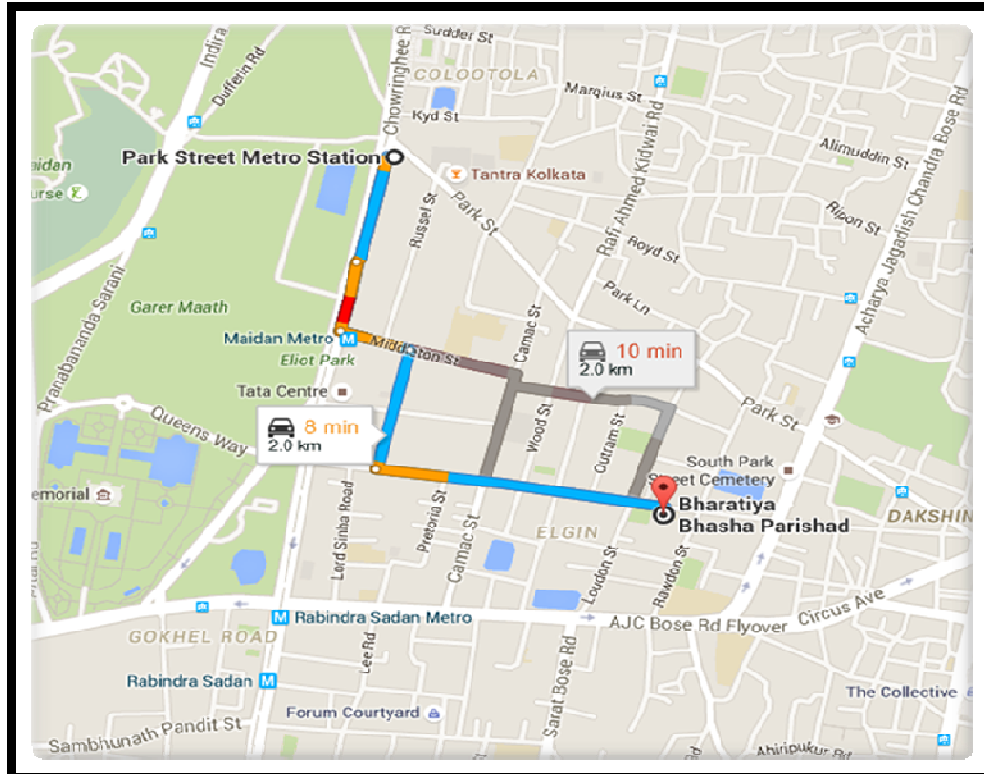 Sudder St
Indira
Dufferin Rd
Chowringhee R
COLOOTOLA
Marqius St
Kyd St
Rafi Ahmed Kidwai Rd
Acharya Jagadish Chandra Bose Rd
Alimuddin St
Park Street Metro Station
aidan
urse
Tantra Kolkata
Park St
Russel St
Ripon St
Royd St
Park Ln
Pranabananda Sarani
Garer Maath
Maidan Metro
M
Eliot Park
Middleton St
Camac St
10 min
2.0 km
Tata Centre
Queens Way
8 min
2.0 km
Wood St
Outram St
Park St
South Park
Street Cemetery
emorial
Bharatiya
Bhasha Parishad
Lord Sinha Road
Pretoria St
Camac St
ELGIN
DAKSHIN
Loudon St
Rawdon St
M
Rabindra Sadan Metro
AJC Bose Rd Flyover
Circus Ave
GOKHEL ROAD
Lee Rd
Sarat Bose Rd
Rabindra Sadan
M
The Collective
Forum Courtyard
Sambhunath Pandit St
Rd
Ahiripukur Rd